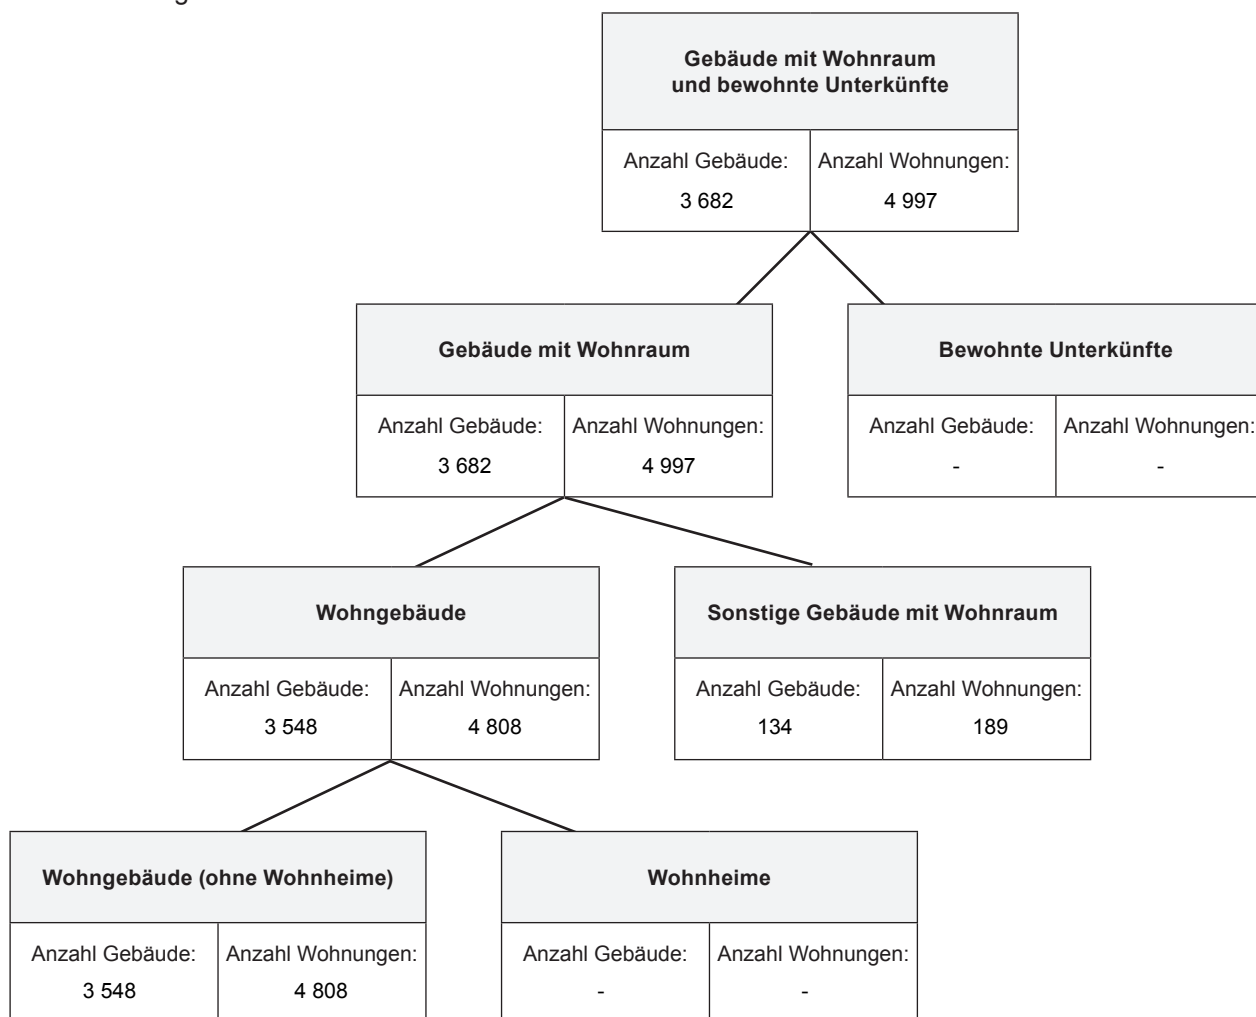 Gebäude mit Wohnraum
und bewohnte Unterkünfte
Anzahl Gebäude: Anzahl Wohnungen:
3 682 4 997
Gebäude mit Wohnraum
Anzahl Gebäude: Anzahl Wohnungen:
3 682 4 997
Bewohnte Unterkünfte
Anzahl Gebäude: Anzahl Wohnungen:
- -
Wohngebäude
Anzahl Gebäude: Anzahl Wohnungen:
3 548 4 808
Sonstige Gebäude mit Wohnraum
Anzahl Gebäude: Anzahl Wohnungen:
134 189
Wohngebäude (ohne Wohnheime)
Anzahl Gebäude: Anzahl Wohnungen:
3 548 4 808
Wohnheime
Anzahl Gebäude: Anzahl Wohnungen:
- -